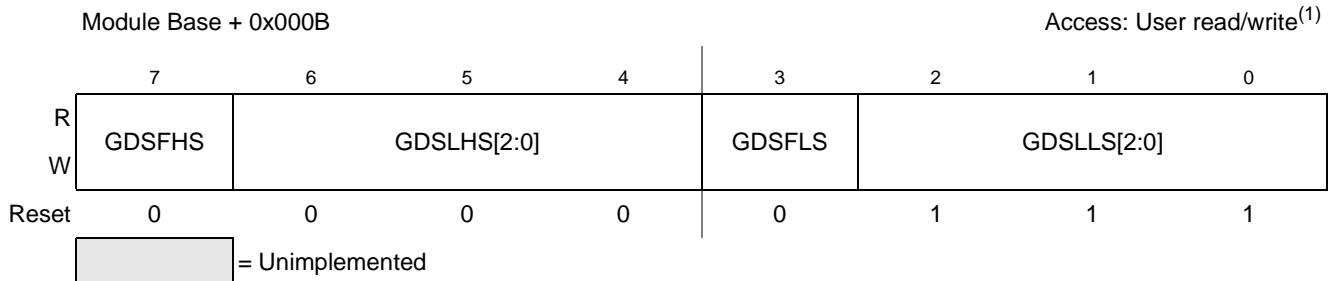 Module Base + 0x000B Access: User read/write(1)
7 6 5 4 3 2 1 0
R
W
GDSFHS GDSLHS[2:0] GDSFLS GDSLLS[2:0]
Reset 0 0 0 0 0 1 1 1
= Unimplemented